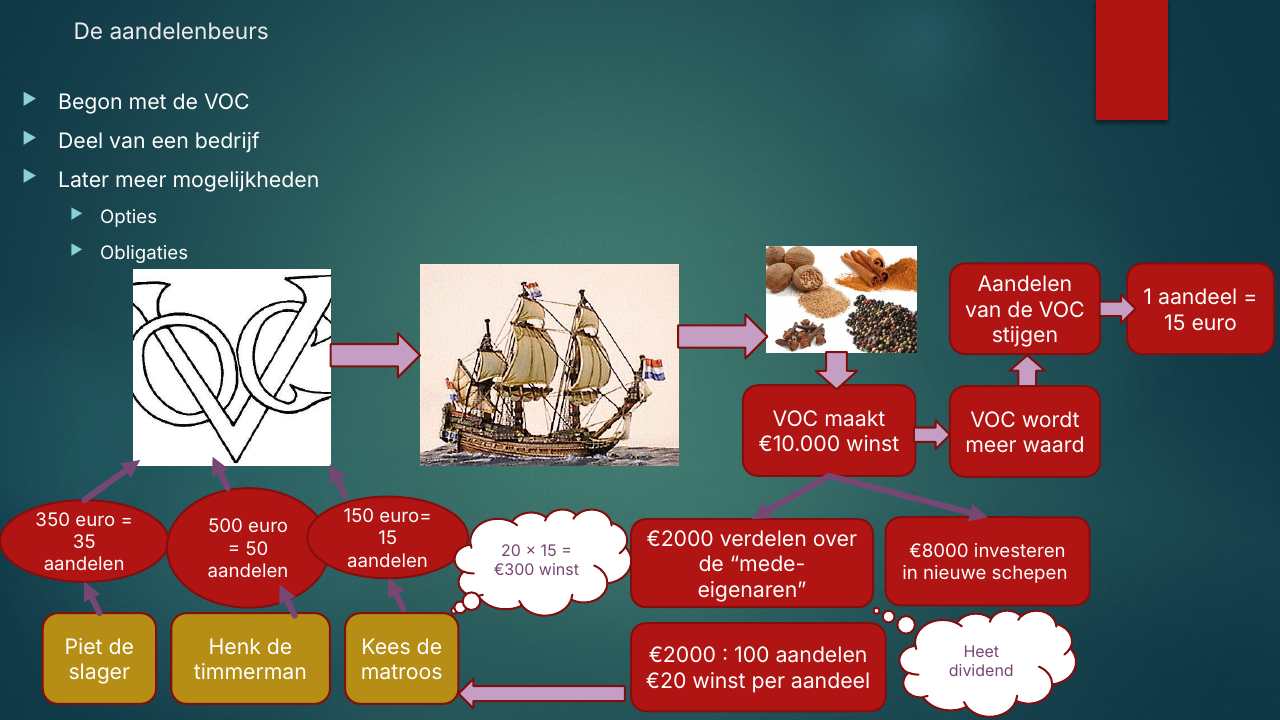 De aandelenbeurs
Begon met de VOC
Deel van een bedrijf
Later meer mogelijkheden
Opties
Obligaties
VOC
Aandelen
van de VOC
stijgen
1 aandeel =
15 euro
VOC maakt
€10.000 winst
VOC wordt
meer waard
350 euro =
35
aandelen
500 euro
= 50
aandelen
150 euro=
15
aandelen
20 × 15 =
€300 winst
€2000 verdelen over
de “mede-
eigenaren”
€8000 investeren
in nieuwe schepen
Piet de
slager
Henk de
timmerman
Kees de
matroos
€2000 : 100 aandelen
€20 winst per aandeel
Heet
dividend